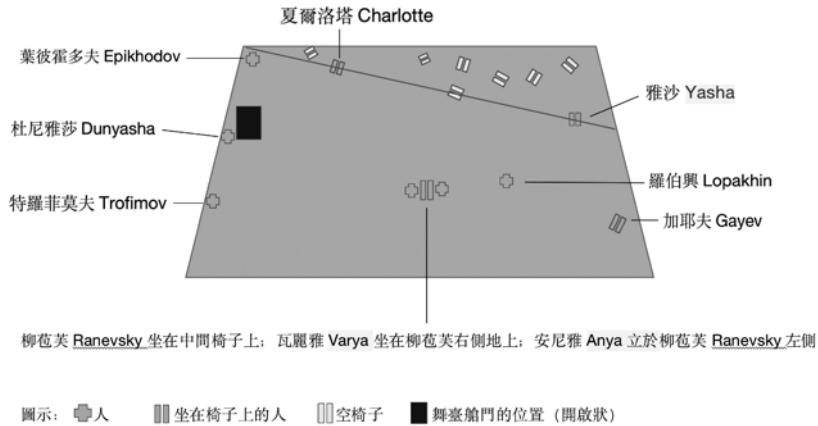 夏爾洛塔 Charlotte
葉彼霍多夫 Epikhodov
雅沙 Yasha
杜尼雅莎 Dunyasha
羅伯興 Lopakhin
特羅菲莫夫 Trofimov
加耶夫 Gayev
柳苞芙 Ranevsky 坐在中間椅子上；瓦麗雅 Varya 坐在柳苞芙右側地上；安尼雅 Anya 立於柳苞芙 Ranevsky 左側
圖示： 人 坐在椅子上的人 空椅子 舞臺艙門的位置（開啟狀）